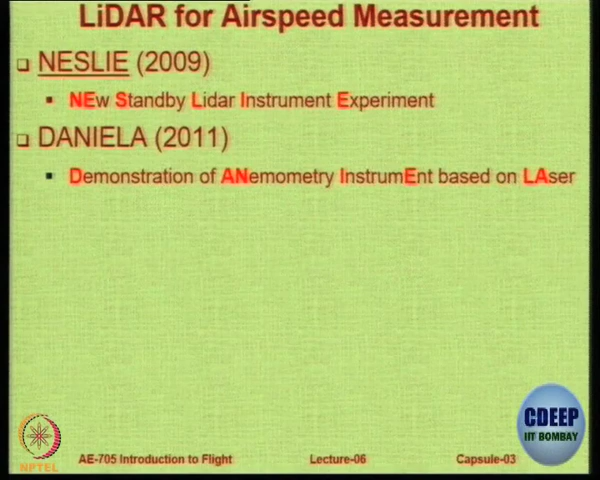 LiDAR for Airspeed Measurement
NESLIE (2009)
NEw Standby Lidar Instrument Experiment
DANIELA (2011)
Demonstration of ANemometry InstrumEnt based on LAser
CDEEP
IIT BOMBAY
NPTEL
AE-705 Introduction to Flight Lecture-06 Capsule-03